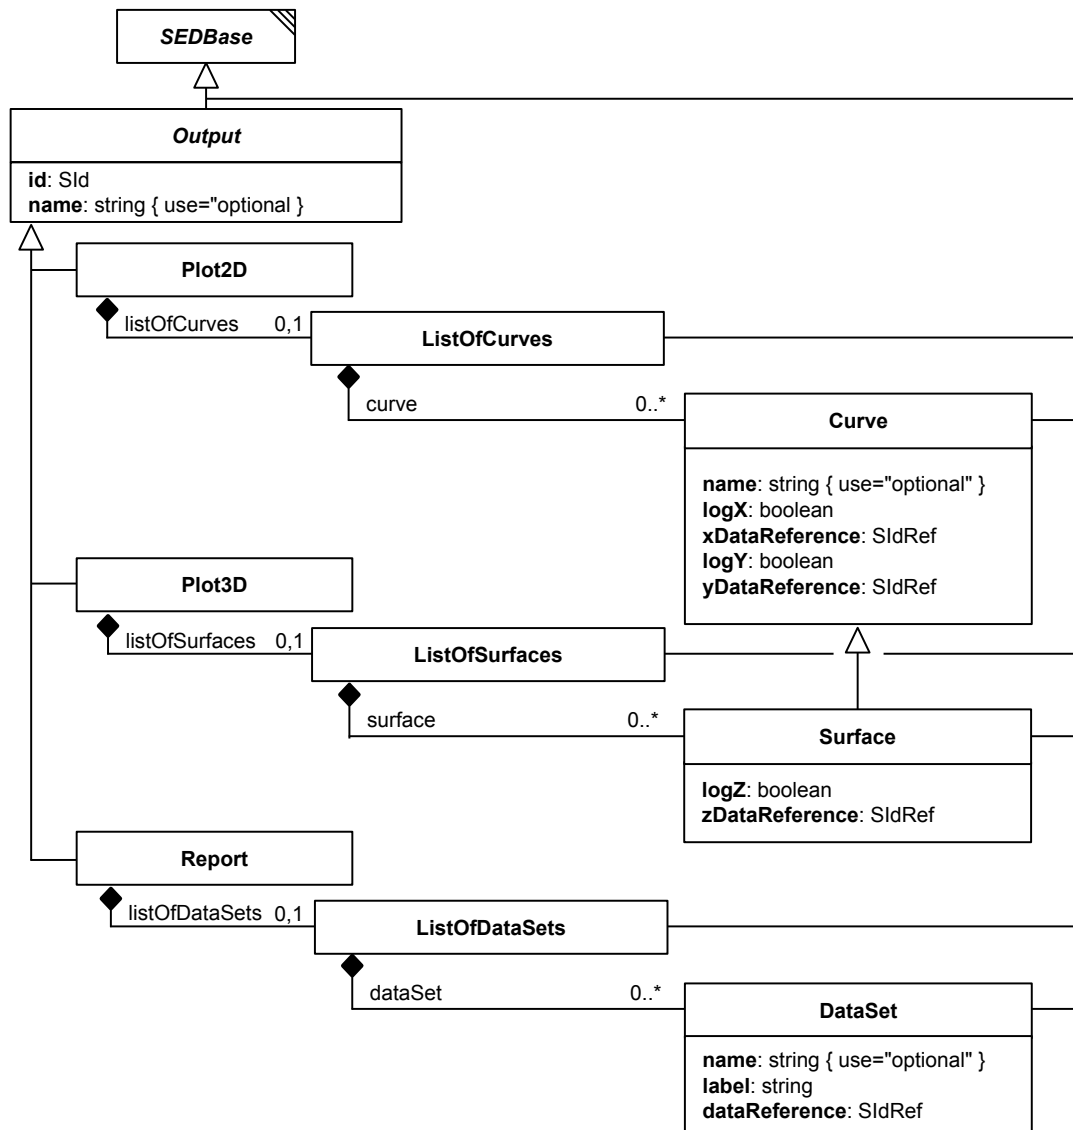 SEDBase
Output
id: SId
name: string { use="optional }
Plot2D
listOfCurves 0,1
ListOfCurves
curve 0..*
Curve
name: string { use="optional" }
logX: boolean
xDataReference: SIdRef
logY: boolean
yDataReference: SIdRef
Plot3D
listOfSurfaces 0,1
ListOfSurfaces
surface 0..*
Surface
logZ: boolean
zDataReference: SIdRef
Report
listOfDataSets 0,1
ListOfDataSets
dataSet 0..*
DataSet
name: string { use="optional" }
label: string
dataReference: SIdRef